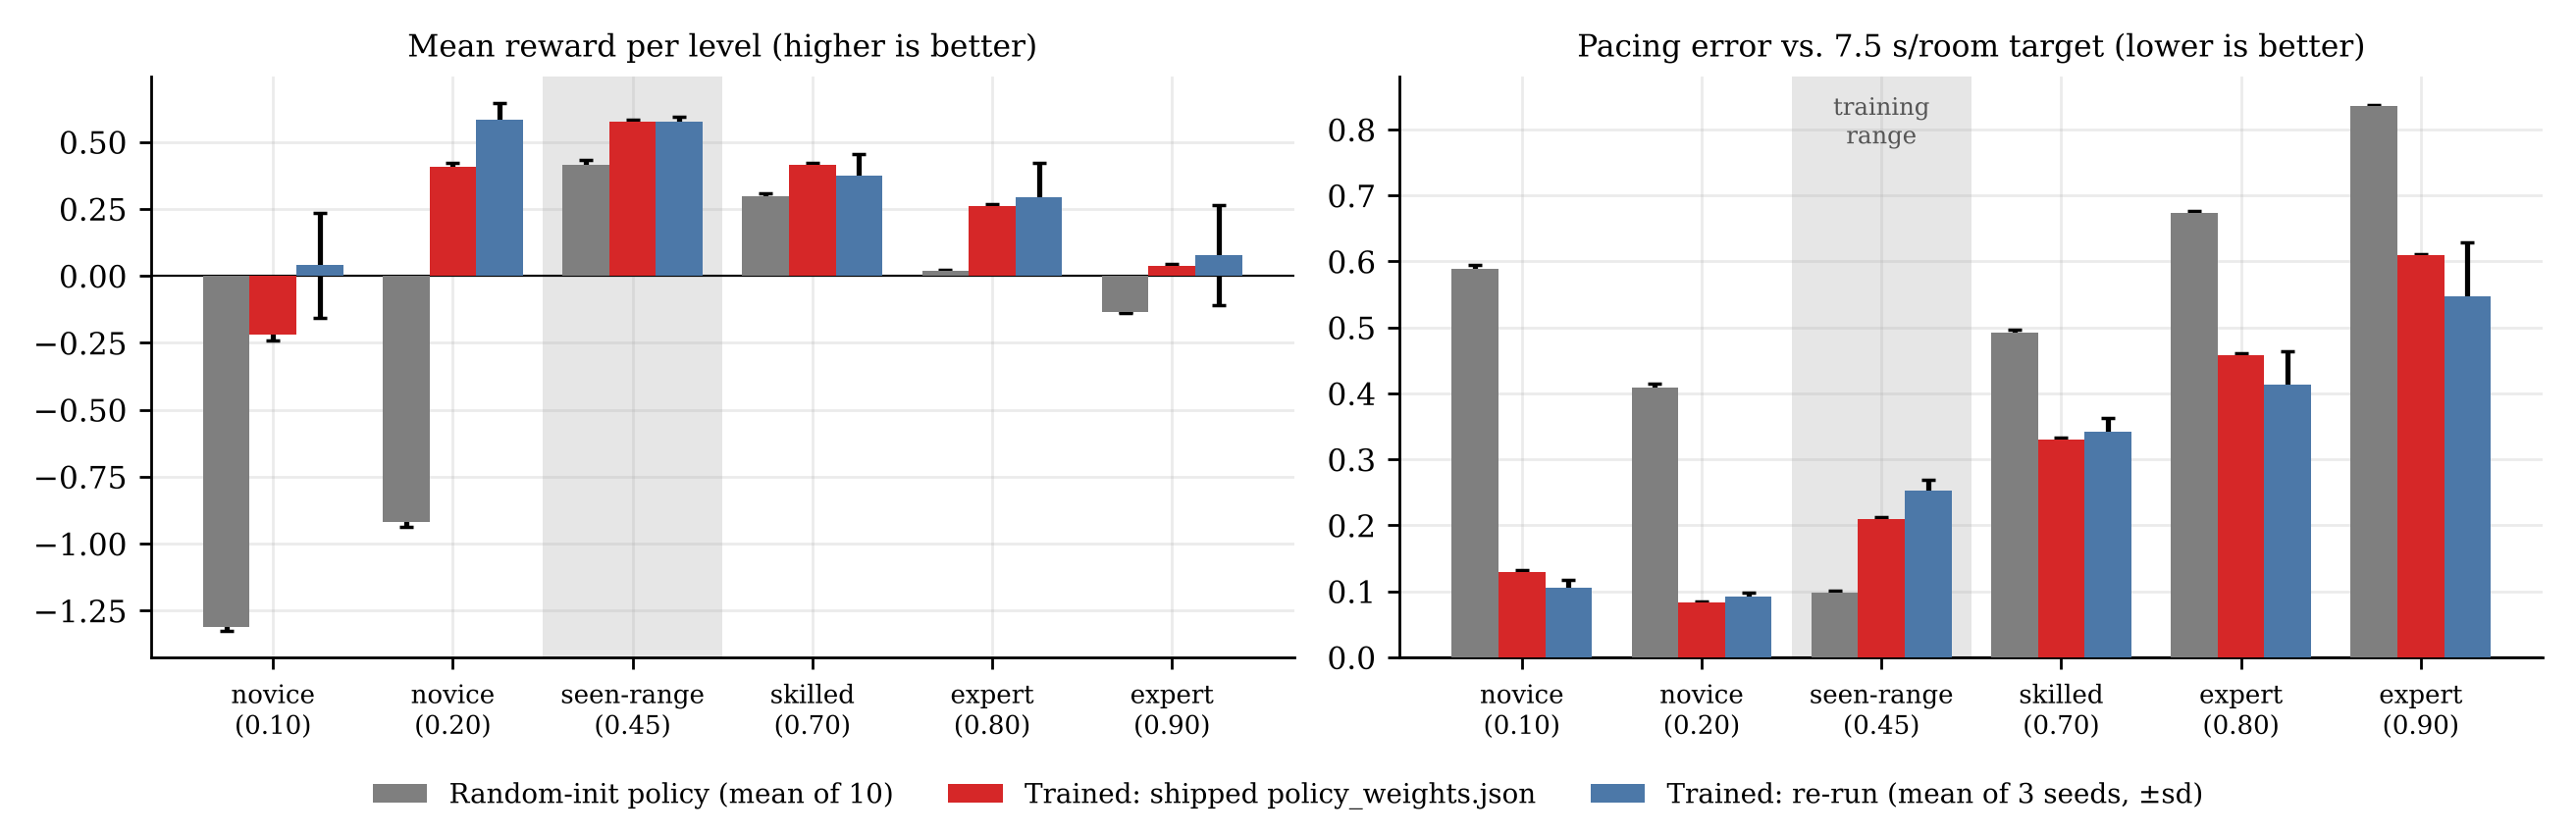 Mean reward per level (higher is better)
0.50
0.25
0.00
−0.25
−0.50
−0.75
−1.00
−1.25
novice
(0.10)
novice
(0.20)
seen-range
(0.45)
skilled
(0.70)
expert
(0.80)
expert
(0.90)
Pacing error vs. 7.5 s/room target (lower is better)
training
range
0.8
0.7
0.6
0.5
0.4
0.3
0.2
0.1
0.0
novice
(0.10)
novice
(0.20)
seen-range
(0.45)
skilled
(0.70)
expert
(0.80)
expert
(0.90)
Random-init policy (mean of 10)
Trained: shipped policy_weights.json
Trained: re-run (mean of 3 seeds, ±sd)